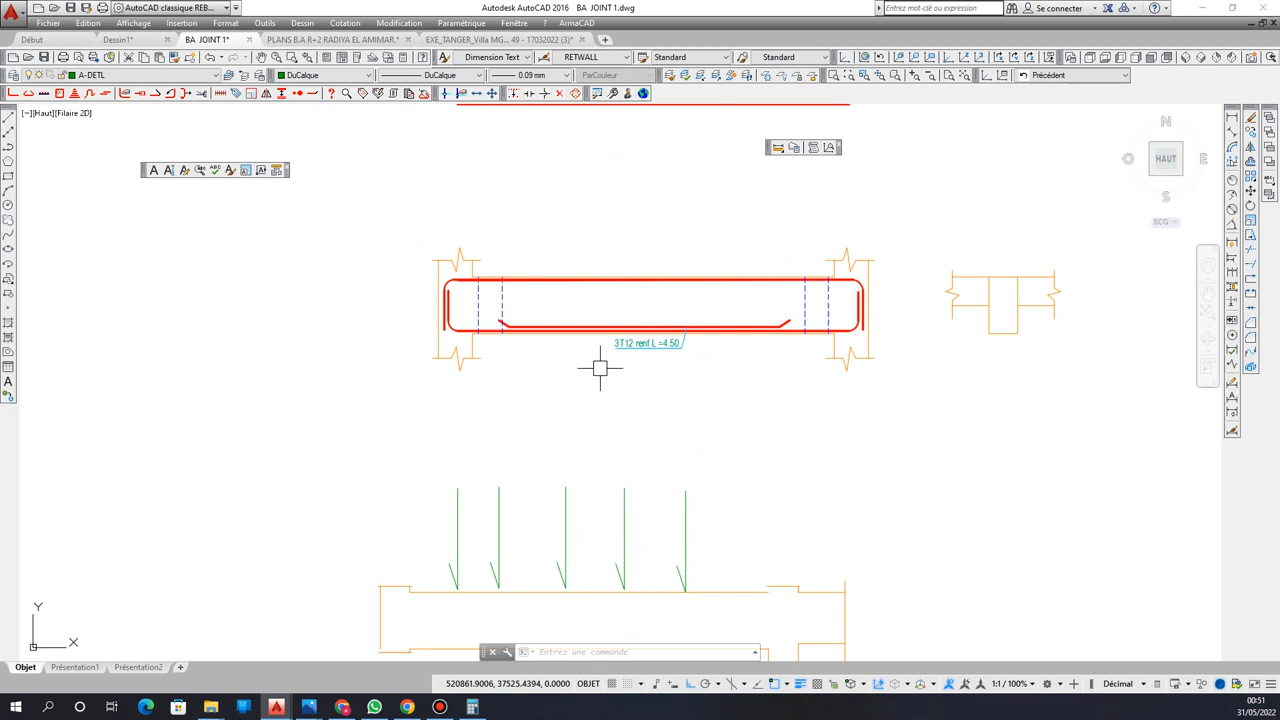 AutoCAD classique REB...
Autodesk AutoCAD 2016 BA JOINT 1.dwg
Entrez mot-clé ou expression
Se connecter
Fichier Edition Affichage Insertion Format Outils Dessin Cotation Modification Paramétrique Fenêtre ? ArmaCAD
Début Dessin1* BA JOINT 1* PLANS B.A R+2 RADIYA EL AMIMAR.* EXE_TANGER_Villa MG... 49 - 17032022 (3)*
Dimension Text RETWALL Standard Standard
A-DETL DuCalque DuCalque 0.09 mm ParCouleur Précédent
[−][Haut][Filaire 2D]
N
O HAUT E
S
SCG
3T12 renf L =4.50
Y
X
Entrez une commande
Objet Présentation1 Présentation2
520861.9006, 37525.4394, 0.0000 OBJET 1:1 / 100% Décimal
00:51
31/05/2022